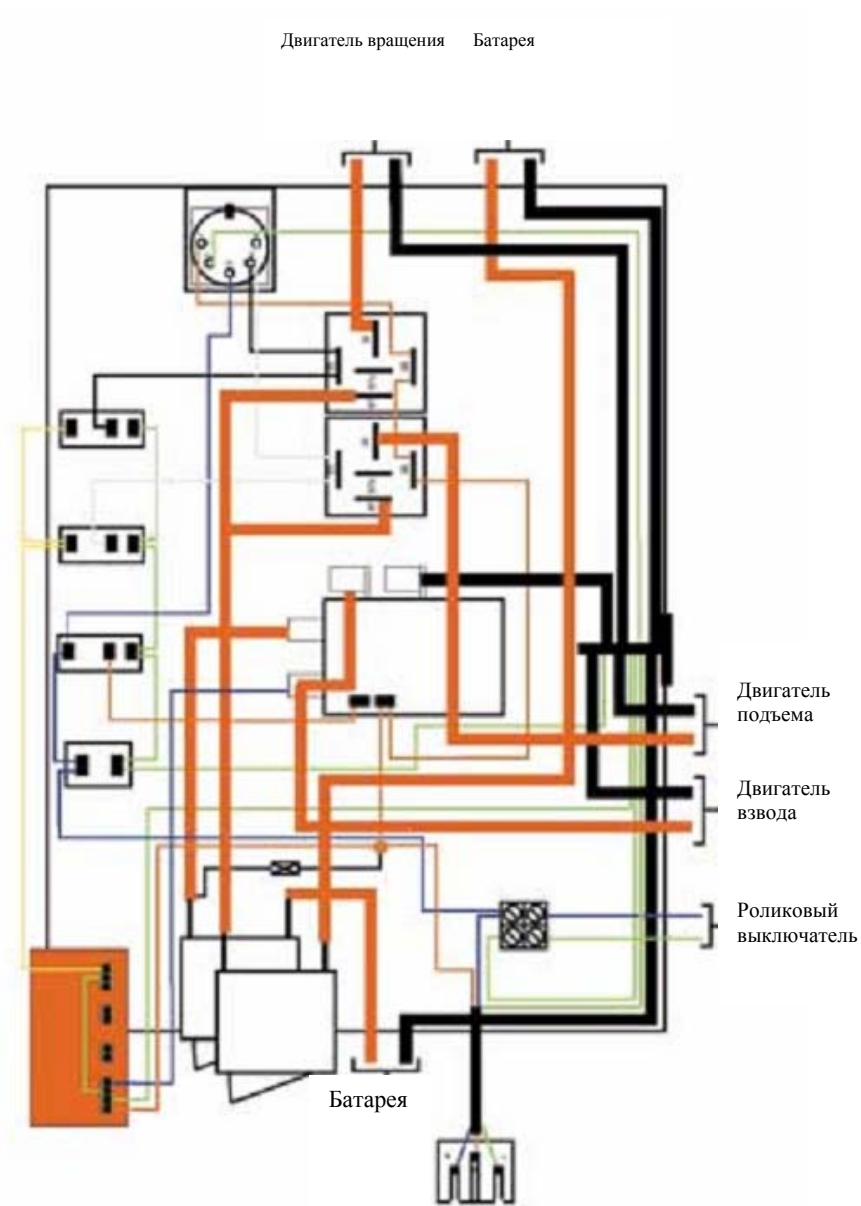 Двигатель вращения
Батарея
Двигатель
подъема
Двигатель
взвода
Роликовый
выключатель
Батарея